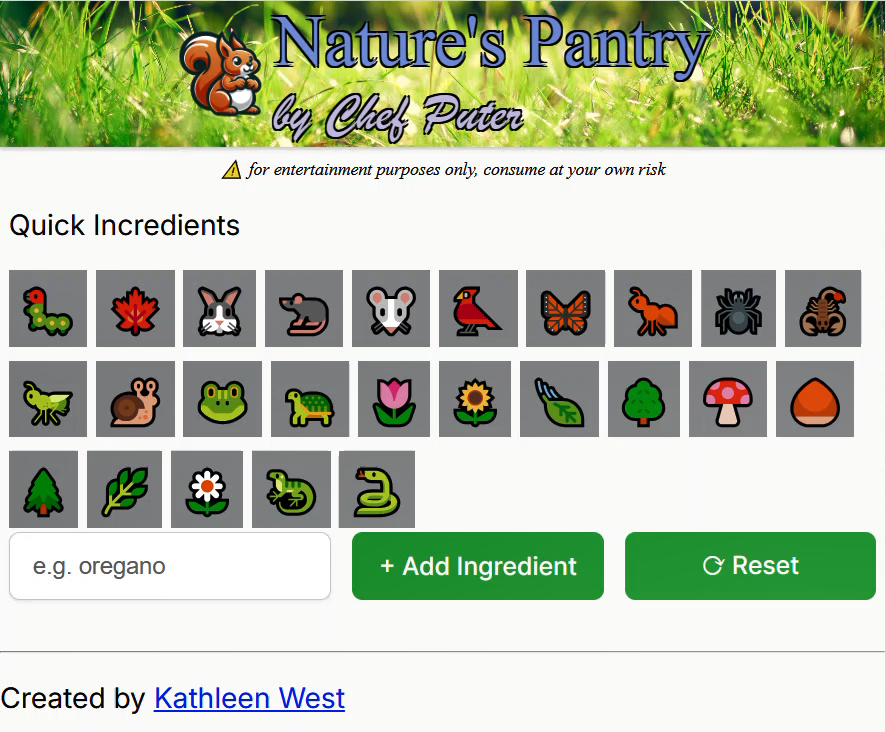 Nature's Pantry
by Chef Puter
⚠ for entertainment purposes only, consume at your own risk
Quick Incredients
e.g. oregano
+ Add Ingredient
⟳ Reset
Created by Kathleen West